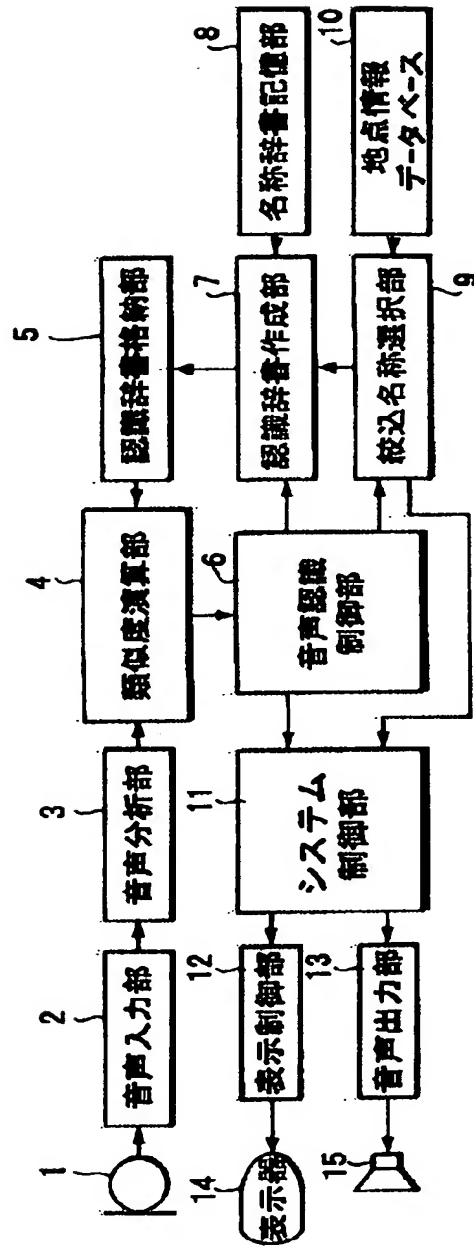 1
2
音声入力部
3
音声分析部
4
類似度演算部
5
認識辞書格納部
6
音声認識
制御部
7
認識辞書作成部
8
名称辞書記憶部
9
絞込名称選択部
10
地点情報
データベース
11
システム
制御部
12
表示制御部
13
音声出力部
14
表示器
15